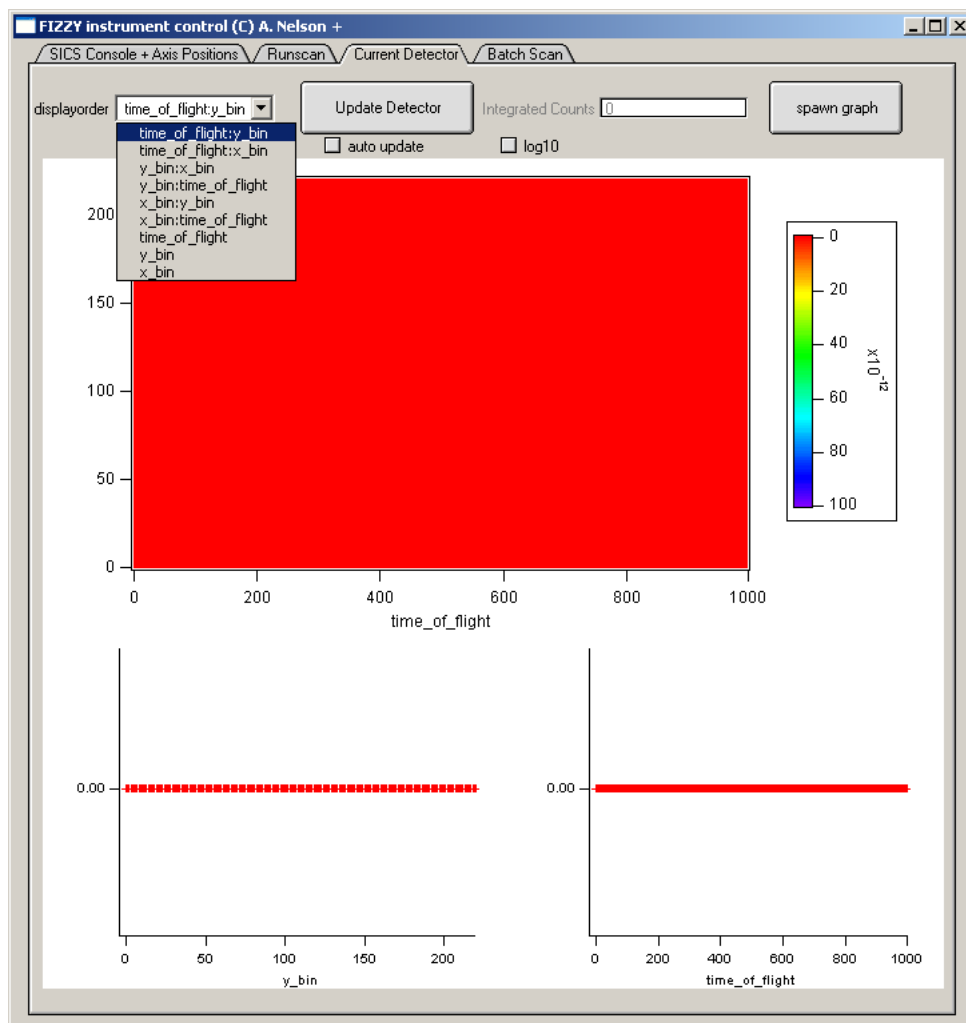 FIZZY instrument control (C) A. Nelson +
SICS Console + Axis Positions
Runscan
Current Detector
Batch Scan
displayorder
time_of_flight:y_bin
Update Detector
Integrated Counts 0
spawn graph
auto update
log10
time_of_flight:y_bin
time_of_flight:x_bin
y_bin:x_bin
y_bin:time_of_flight
x_bin:y_bin
x_bin:time_of_flight
time_of_flight
y_bin
x_bin
200
150
100
50
0
0 200 400 600 800 1000
time_of_flight
0
20
40
60
80
100
x10^-12
0.00
0 50 100 150 200
y_bin
0.00
0 200 400 600 800 1000
time_of_flight